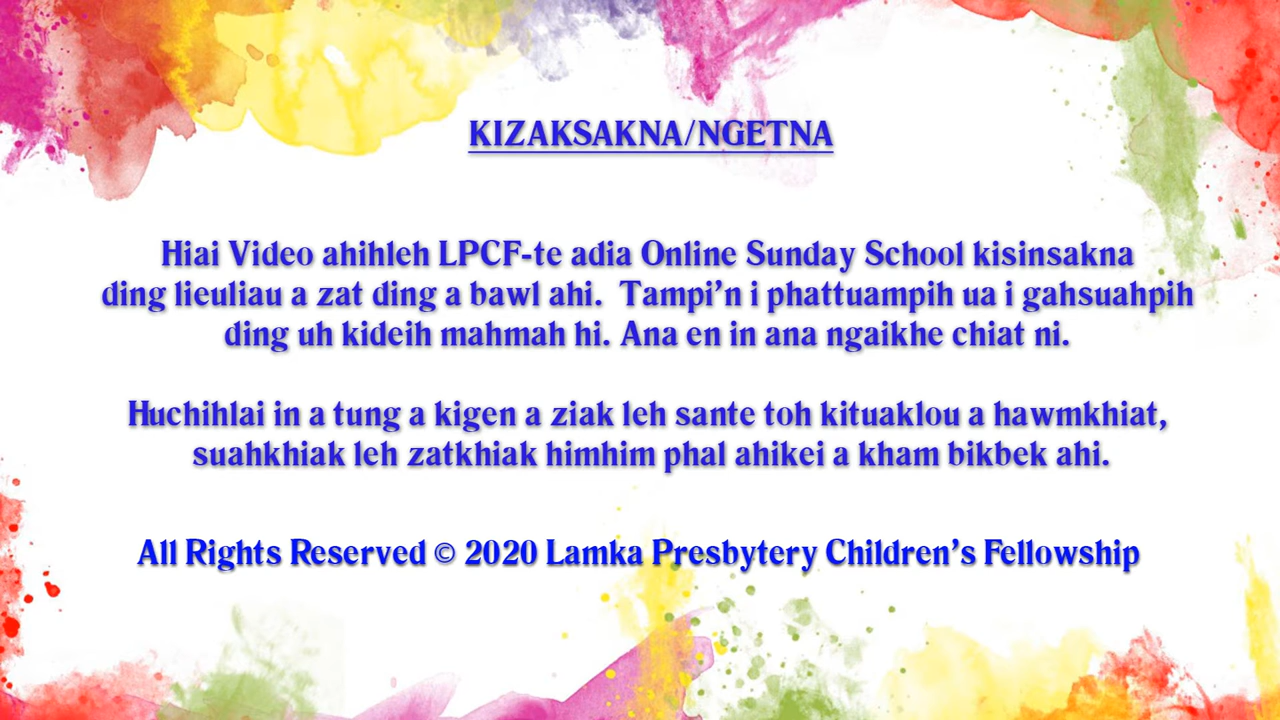 KIZAKSAKNA/NGETNA
Hiai Video ahihleh LPCF-te adia Online Sunday School kisinsakna
ding lieuliau a zat ding a bawl ahi.  Tampi’n i phattuampih ua i gahsuahpih
ding uh kideih mahmah hi. Ana en in ana ngaikhe chiat ni.
Huchihlai in a tung a kigen a ziak leh sante toh kituaklou a hawmkhiat,
suahkhiak leh zatkhiak himhim phal ahikei a kham bikbek ahi.
All Rights Reserved © 2020 Lamka Presbytery Children’s Fellowship